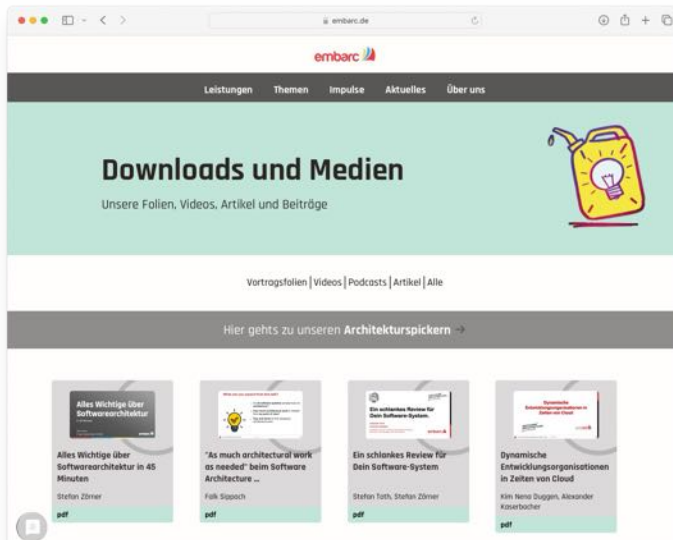 embarc.de
embarc
Leistungen Themen Impulse Aktuelles Über uns
Downloads und Medien
Unsere Folien, Videos, Artikel und Beiträge
Vortragsfolien | Videos | Podcasts | Artikel | Alle
Hier gehts zu unseren Architekturspickern →
Alles Wichtige über
Softwarearchitektur
Alles Wichtige über
Softwarearchitektur in 45
Minuten
Stefan Zörner
pdf
"As much architectural work
as needed" beim Software
Architecture ...
Falk Sippach
pdf
Ein schlankes Review für
Dein Software-System.
Ein schlankes Review für
Dein Software-System
Stefan Toth, Stefan Zörner
pdf
Dynamische
Entwicklungsorganisationen in
Zeiten von Cloud
Dynamische
Entwicklungsorganisationen
in Zeiten von Cloud
Kim Nena Duggen, Alexander
Kaserbacher
pdf